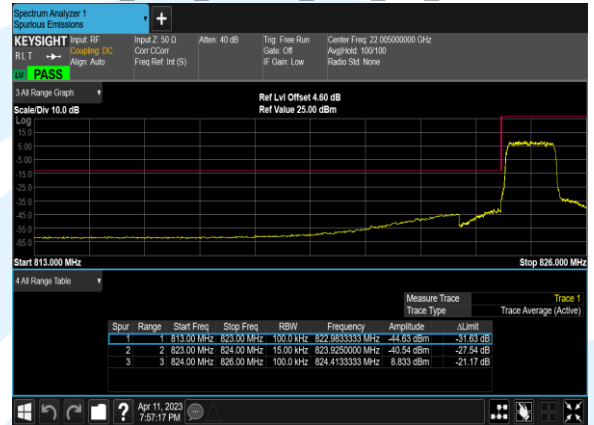 Spectrum Analyzer 1
Spurious Emissions
KEYSIGHT Input: RF Input Z: 50 Ω Atten: 40 dB Trig: Free Run Center Freq: 22.005000000 GHz
RLT Coupling: DC Corr CCorr Gate: Off Avg|Hold: 100/100
Align: Auto Freq Ref: Int (S) IF Gain: Low Radio Std: None
PASS
3 All Range Graph
Ref Lvl Offset 4.60 dB
Scale/Div 10.0 dB Ref Value 25.00 dBm
Log
15.0
5.00
-5.00
-15.0
-25.0
-35.0
-45.0
-55.0
-65.0
Start 813.000 MHz Stop 826.000 MHz
4 All Range Table
Measure Trace Trace 1
Trace Type Trace Average (Active)
Spur Range Start Freq Stop Freq RBW Frequency Amplitude ΔLimit
1 1 813.00 MHz 823.00 MHz 100.0 kHz 822.9833333 MHz -44.63 dBm -31.63 dB
2 2 823.00 MHz 824.00 MHz 15.00 kHz 823.9250000 MHz -40.54 dBm -27.54 dB
3 3 824.00 MHz 826.00 MHz 100.0 kHz 824.4133333 MHz 8.833 dBm -21.17 dB
? Apr 11, 2023
7:57:17 PM